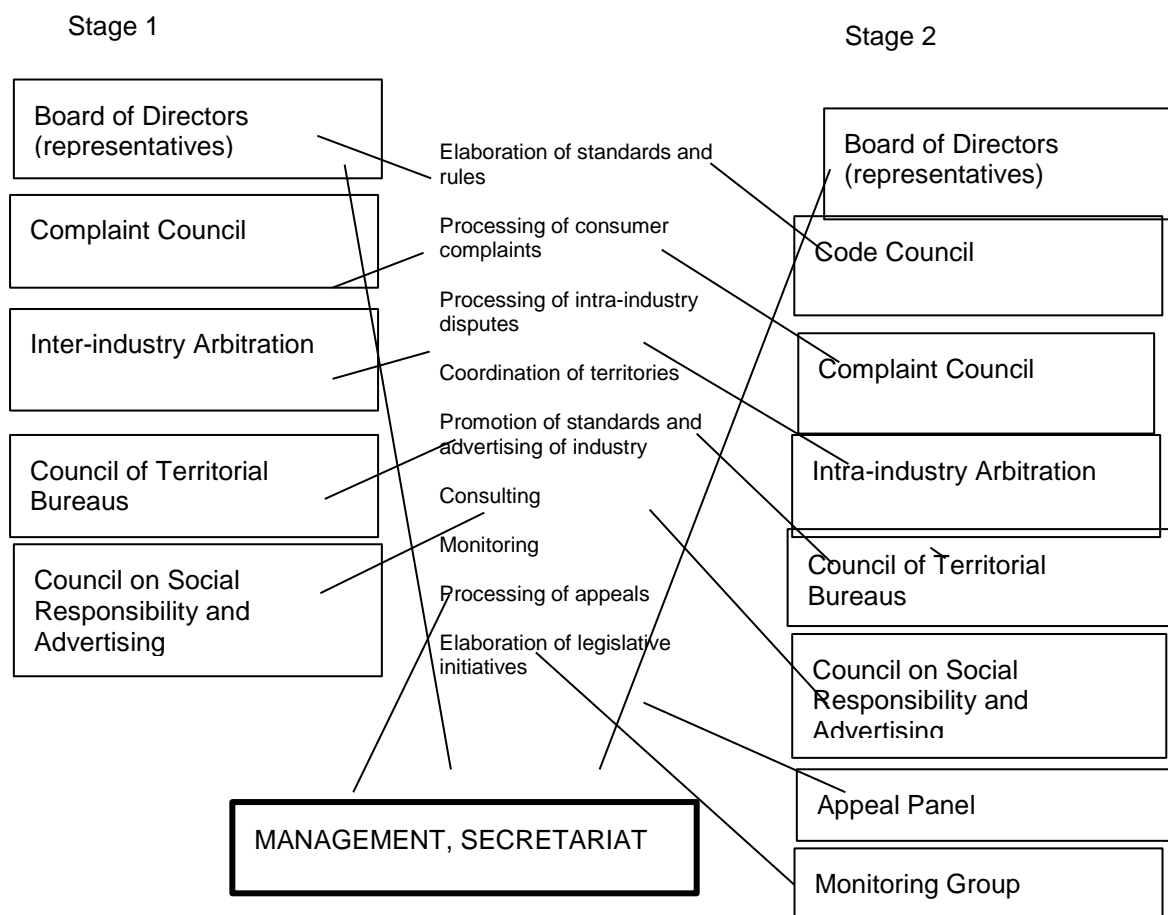 Stage 1
Board of Directors
(representatives)
Complaint Council
Inter-industry Arbitration
Council of Territorial
Bureaus
Council on Social
Responsibility and
Advertising
Elaboration of standards and
rules
Processing of consumer
complaints
Processing of intra-industry
disputes
Coordination of territories
Promotion of standards and
advertising of industry
Consulting
Monitoring
Processing of appeals
Elaboration of legislative
initiatives
MANAGEMENT, SECRETARIAT
Stage 2
Board of Directors
(representatives)
Code Council
Complaint Council
Intra-industry Arbitration
Council of Territorial
Bureaus
Council on Social
Responsibility and
Advertising
Appeal Panel
Monitoring Group